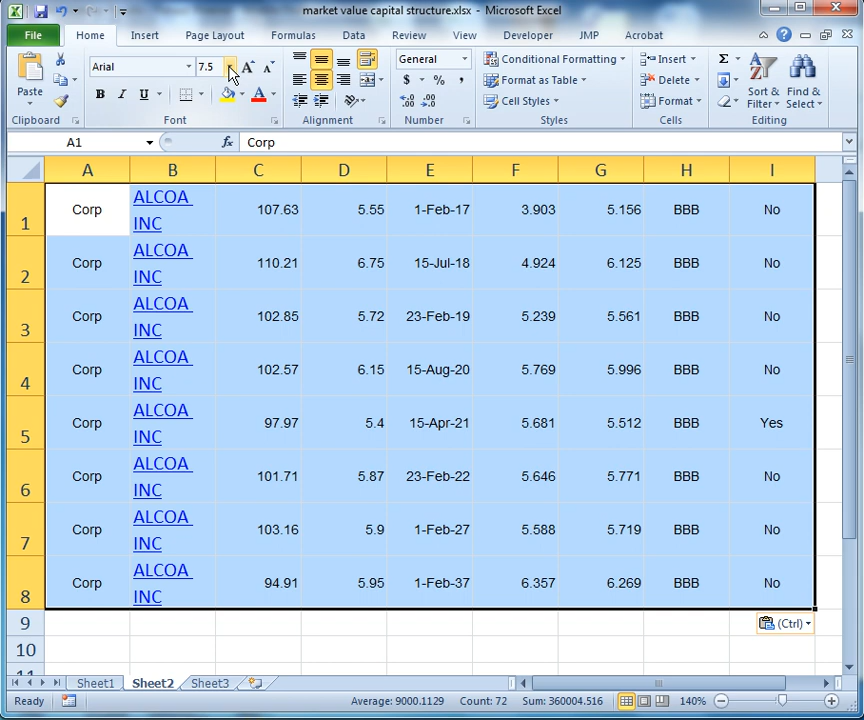 market value capital structure.xlsx - Microsoft Excel
File Home Insert Page Layout Formulas Data Review View Developer JMP Acrobat
Paste
Arial 7.5 A A
B I U A
General
$ % ,
Conditional Formatting
Format as Table
Cell Styles
Insert
Delete
Format
Σ
Sort & Filter
Find & Select
Clipboard Font Alignment Number Styles Cells Editing
A1 fx Corp
A B C D E F G H I
1 Corp ALCOA INC 107.63 5.55 1-Feb-17 3.903 5.156 BBB No
2 Corp ALCOA INC 110.21 6.75 15-Jul-18 4.924 6.125 BBB No
3 Corp ALCOA INC 102.85 5.72 23-Feb-19 5.239 5.561 BBB No
4 Corp ALCOA INC 102.57 6.15 15-Aug-20 5.769 5.996 BBB No
5 Corp ALCOA INC 97.97 5.4 15-Apr-21 5.681 5.512 BBB Yes
6 Corp ALCOA INC 101.71 5.87 23-Feb-22 5.646 5.771 BBB No
7 Corp ALCOA INC 103.16 5.9 1-Feb-27 5.588 5.719 BBB No
8 Corp ALCOA INC 94.91 5.95 1-Feb-37 6.357 6.269 BBB No
9
(Ctrl)
10
11
Sheet1 Sheet2 Sheet3
Ready Average: 9000.1129 Count: 72 Sum: 360004.516 140%